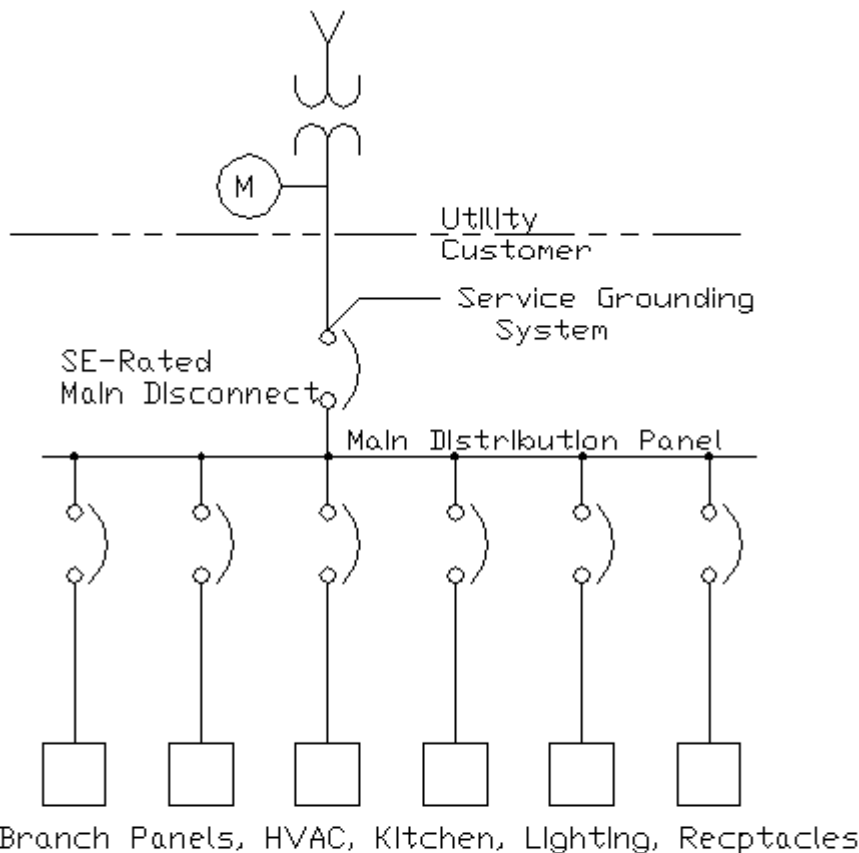 M
Utility
Customer
Service Grounding
System
SE-Rated
Main Disconnect
Main Distribution Panel
Branch Panels, HVAC, Kitchen, Lighting, Recptacles